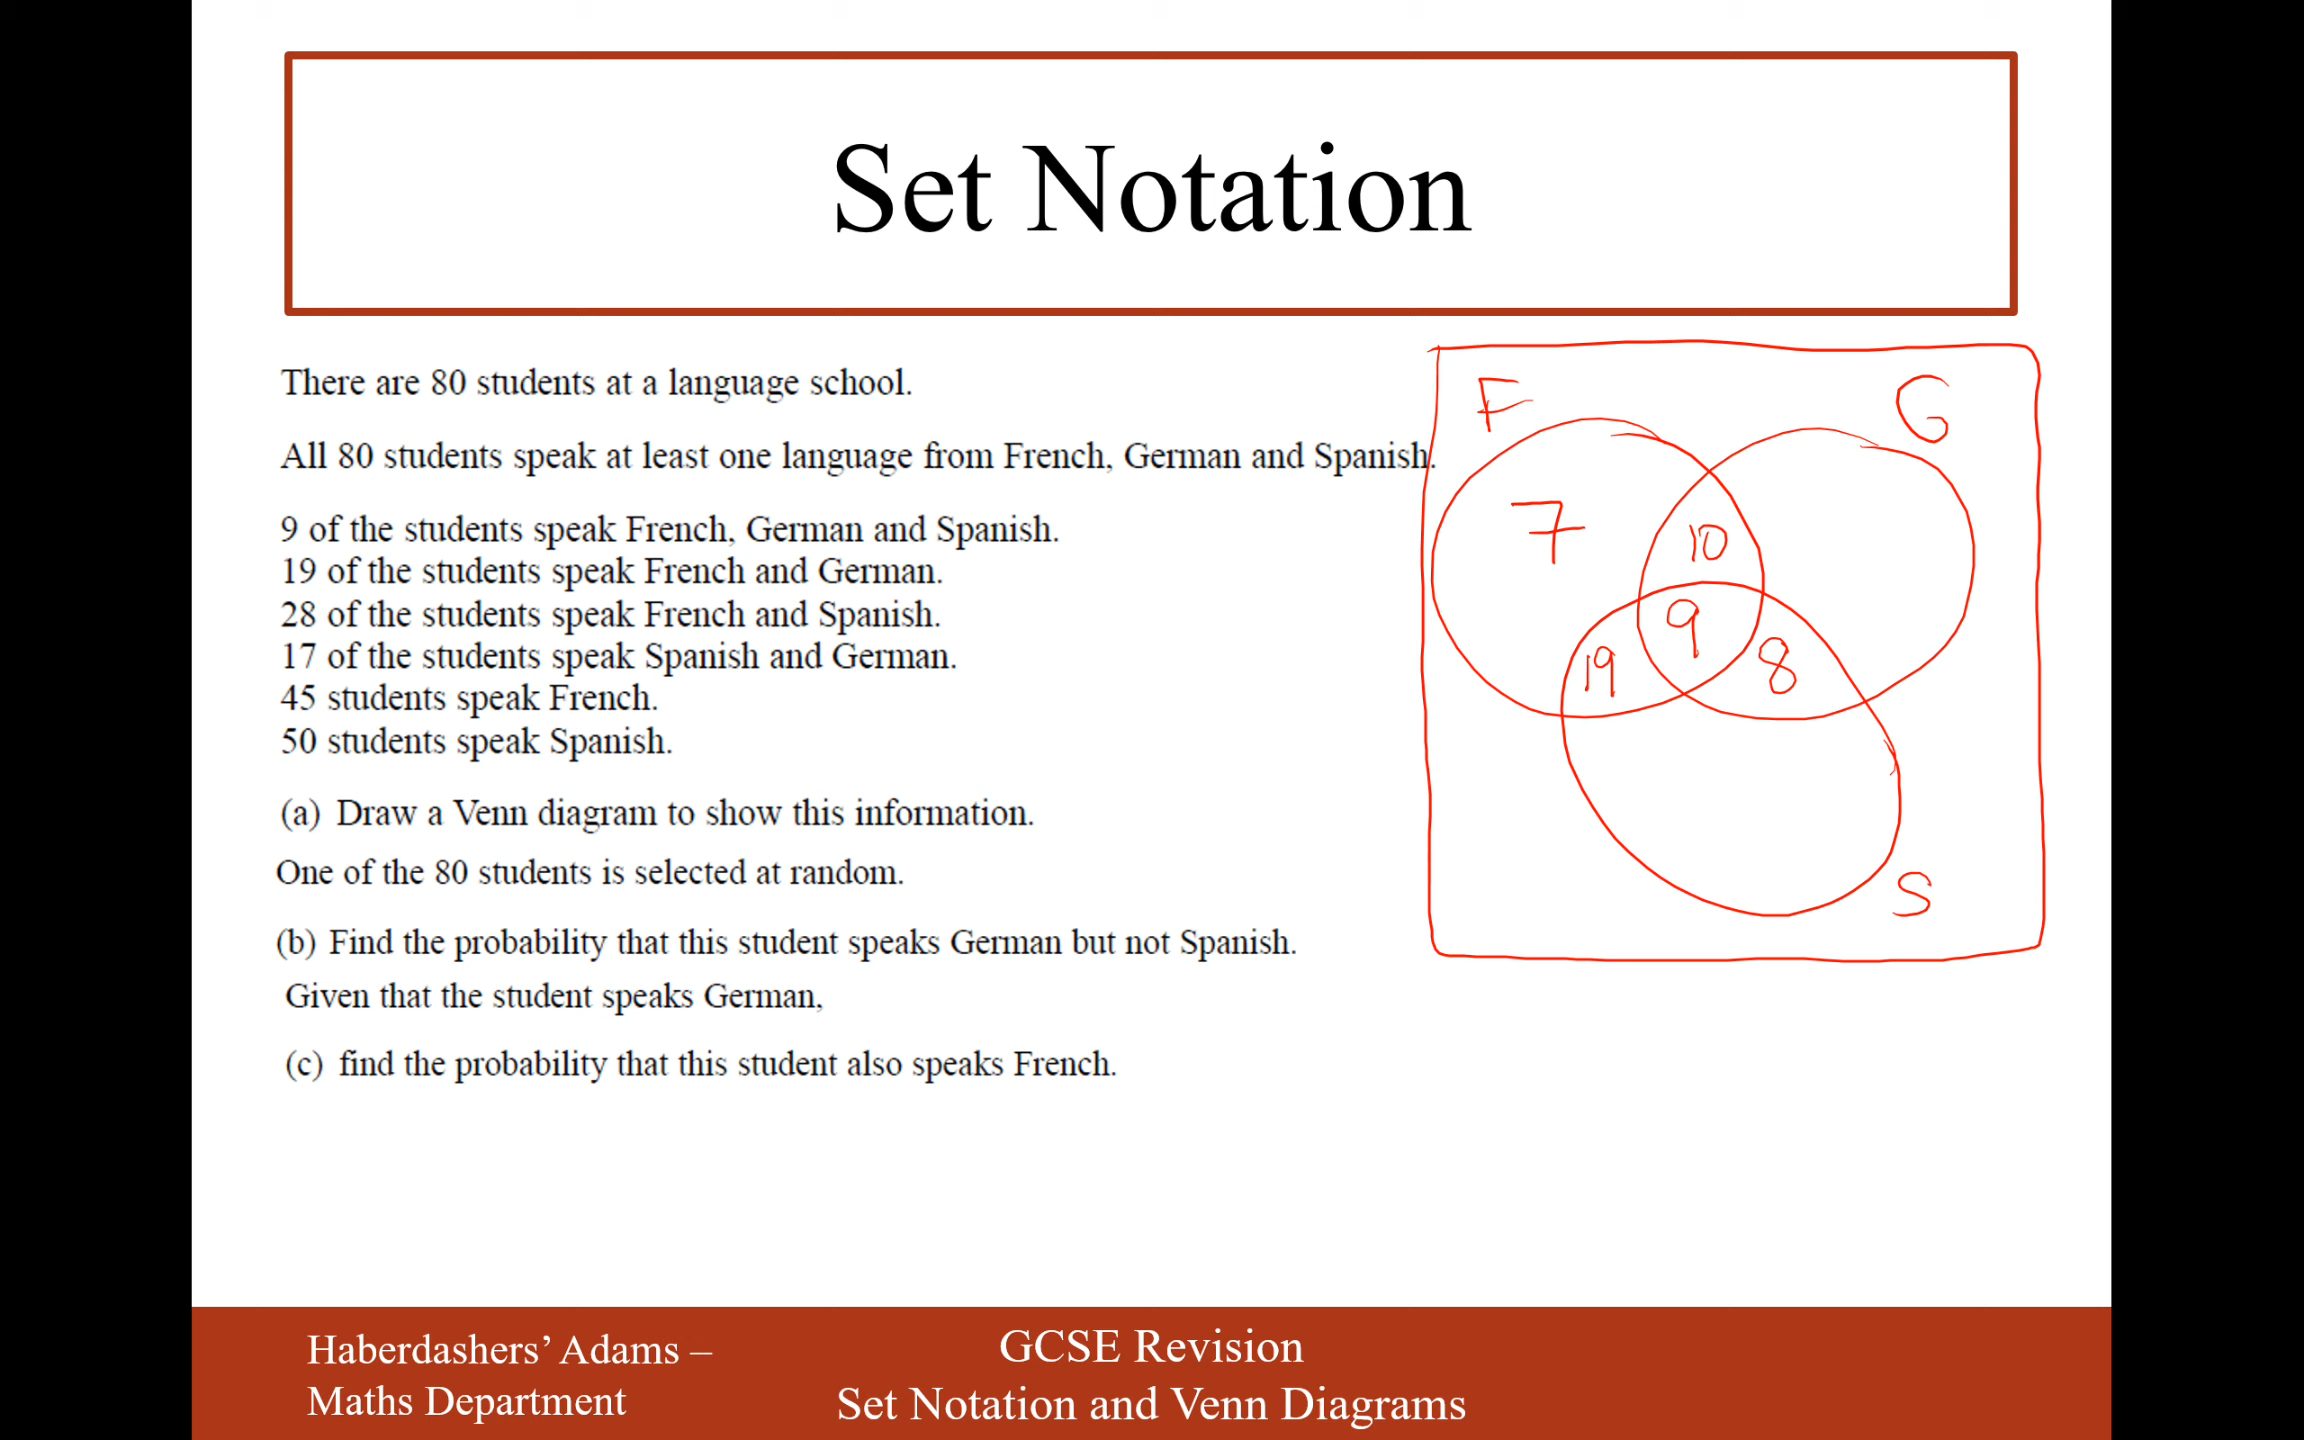 Set Notation
There are 80 students at a language school.
All 80 students speak at least one language from French, German and Spanish.
9 of the students speak French, German and Spanish.
19 of the students speak French and German.
28 of the students speak French and Spanish.
17 of the students speak Spanish and German.
45 students speak French.
50 students speak Spanish.
(a) Draw a Venn diagram to show this information.
One of the 80 students is selected at random.
(b) Find the probability that this student speaks German but not Spanish.
Given that the student speaks German,
(c) find the probability that this student also speaks French.
F
G
7
10
9
19
8
S
Haberdashers’ Adams –
Maths Department
GCSE Revision
Set Notation and Venn Diagrams